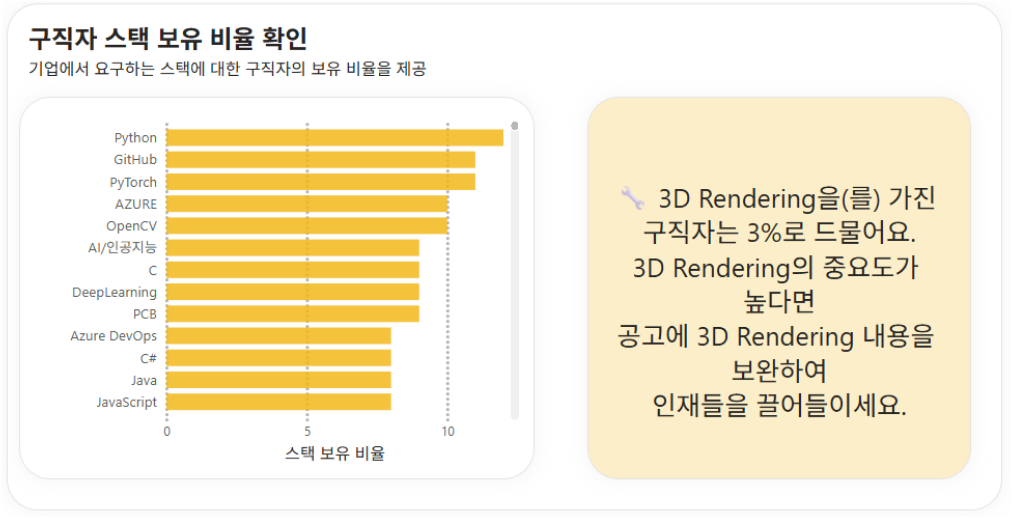 구직자 스택 보유 비율 확인
기업에서 요구하는 스택에 대한 구직자의 보유 비율을 제공
Python
GitHub
PyTorch
AZURE
OpenCV
AI/인공지능
C
DeepLearning
PCB
Azure DevOps
C#
Java
JavaScript
0 5 10
스택 보유 비율
🔧 3D Rendering을(를) 가진
구직자는 3%로 드물어요.
3D Rendering의 중요도가
높다면
공고에 3D Rendering 내용을
보완하여
인재들을 끌어들이세요.